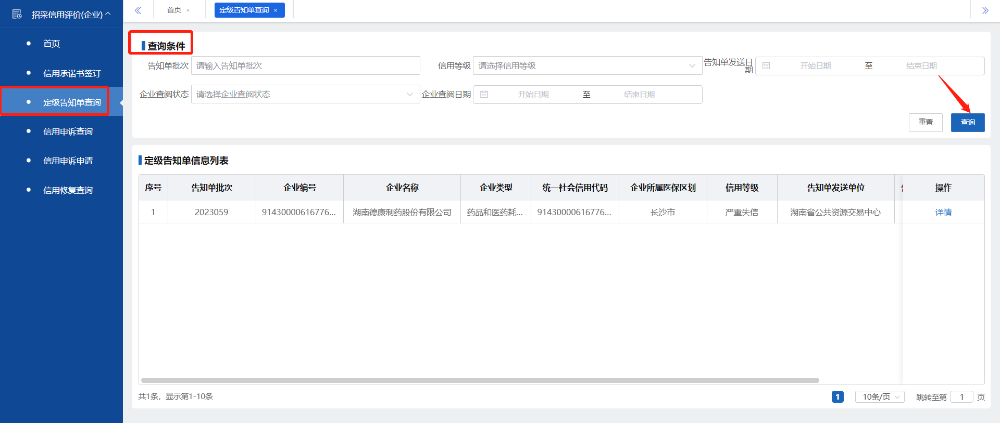 招采信用评价(企业)
首页
信用承诺书签订
定级告知单查询
信用申诉查询
信用申诉申请
信用修复查询
首页 × 定级告知单查询 ×
查询条件
告知单批次 请输入告知单批次 信用等级 请选择信用等级 告知单发送日期 开始日期 至 结束日期
企业查阅状态 请选择企业查阅状态 企业查阅日期 开始日期 至 结束日期
重置 查询
定级告知单信息列表
序号 告知单批次 企业编号 企业名称 企业类型 统一社会信用代码 企业所属医保区划 信用等级 告知单发送单位 操作
1 2023059 91430000616776... 湖南德康制药股份有限公司 药品和医药耗... 91430000616776... 长沙市 严重失信 湖南省公共资源交易中心 详情
共1条，显示第1-10条 1 10条/页 跳转至第 1 页